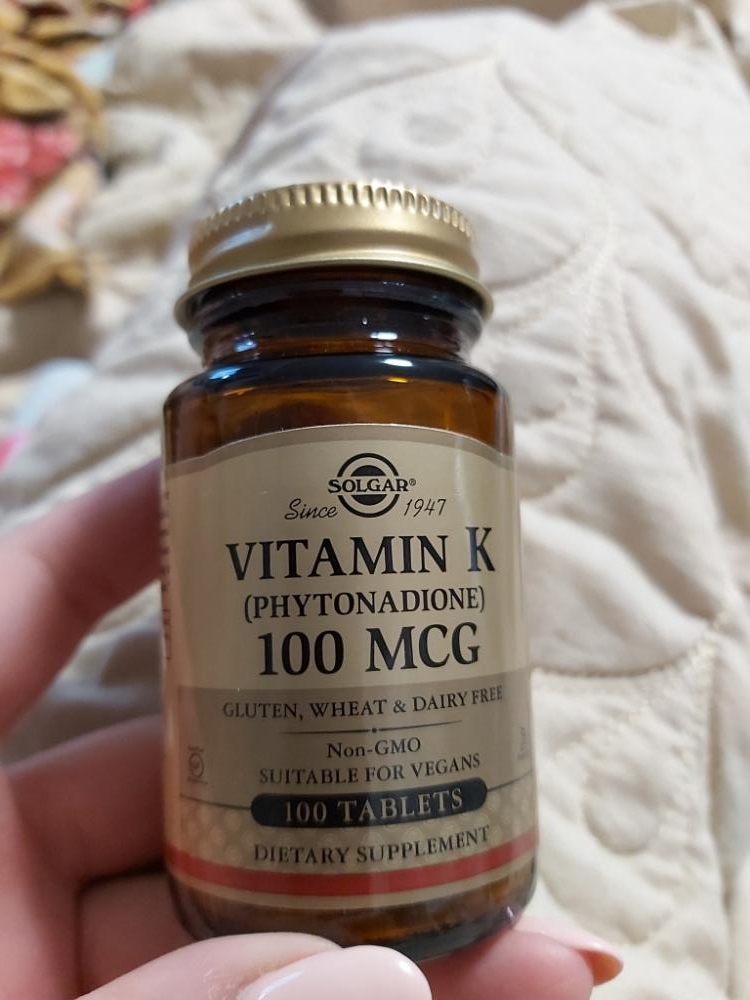 SOLGAR®
Since 1947
VITAMIN K
(PHYTONADIONE)
100 MCG
GLUTEN, WHEAT & DAIRY FREE
Non-GMO
SUITABLE FOR VEGANS
100 TABLETS
DIETARY SUPPLEMENT